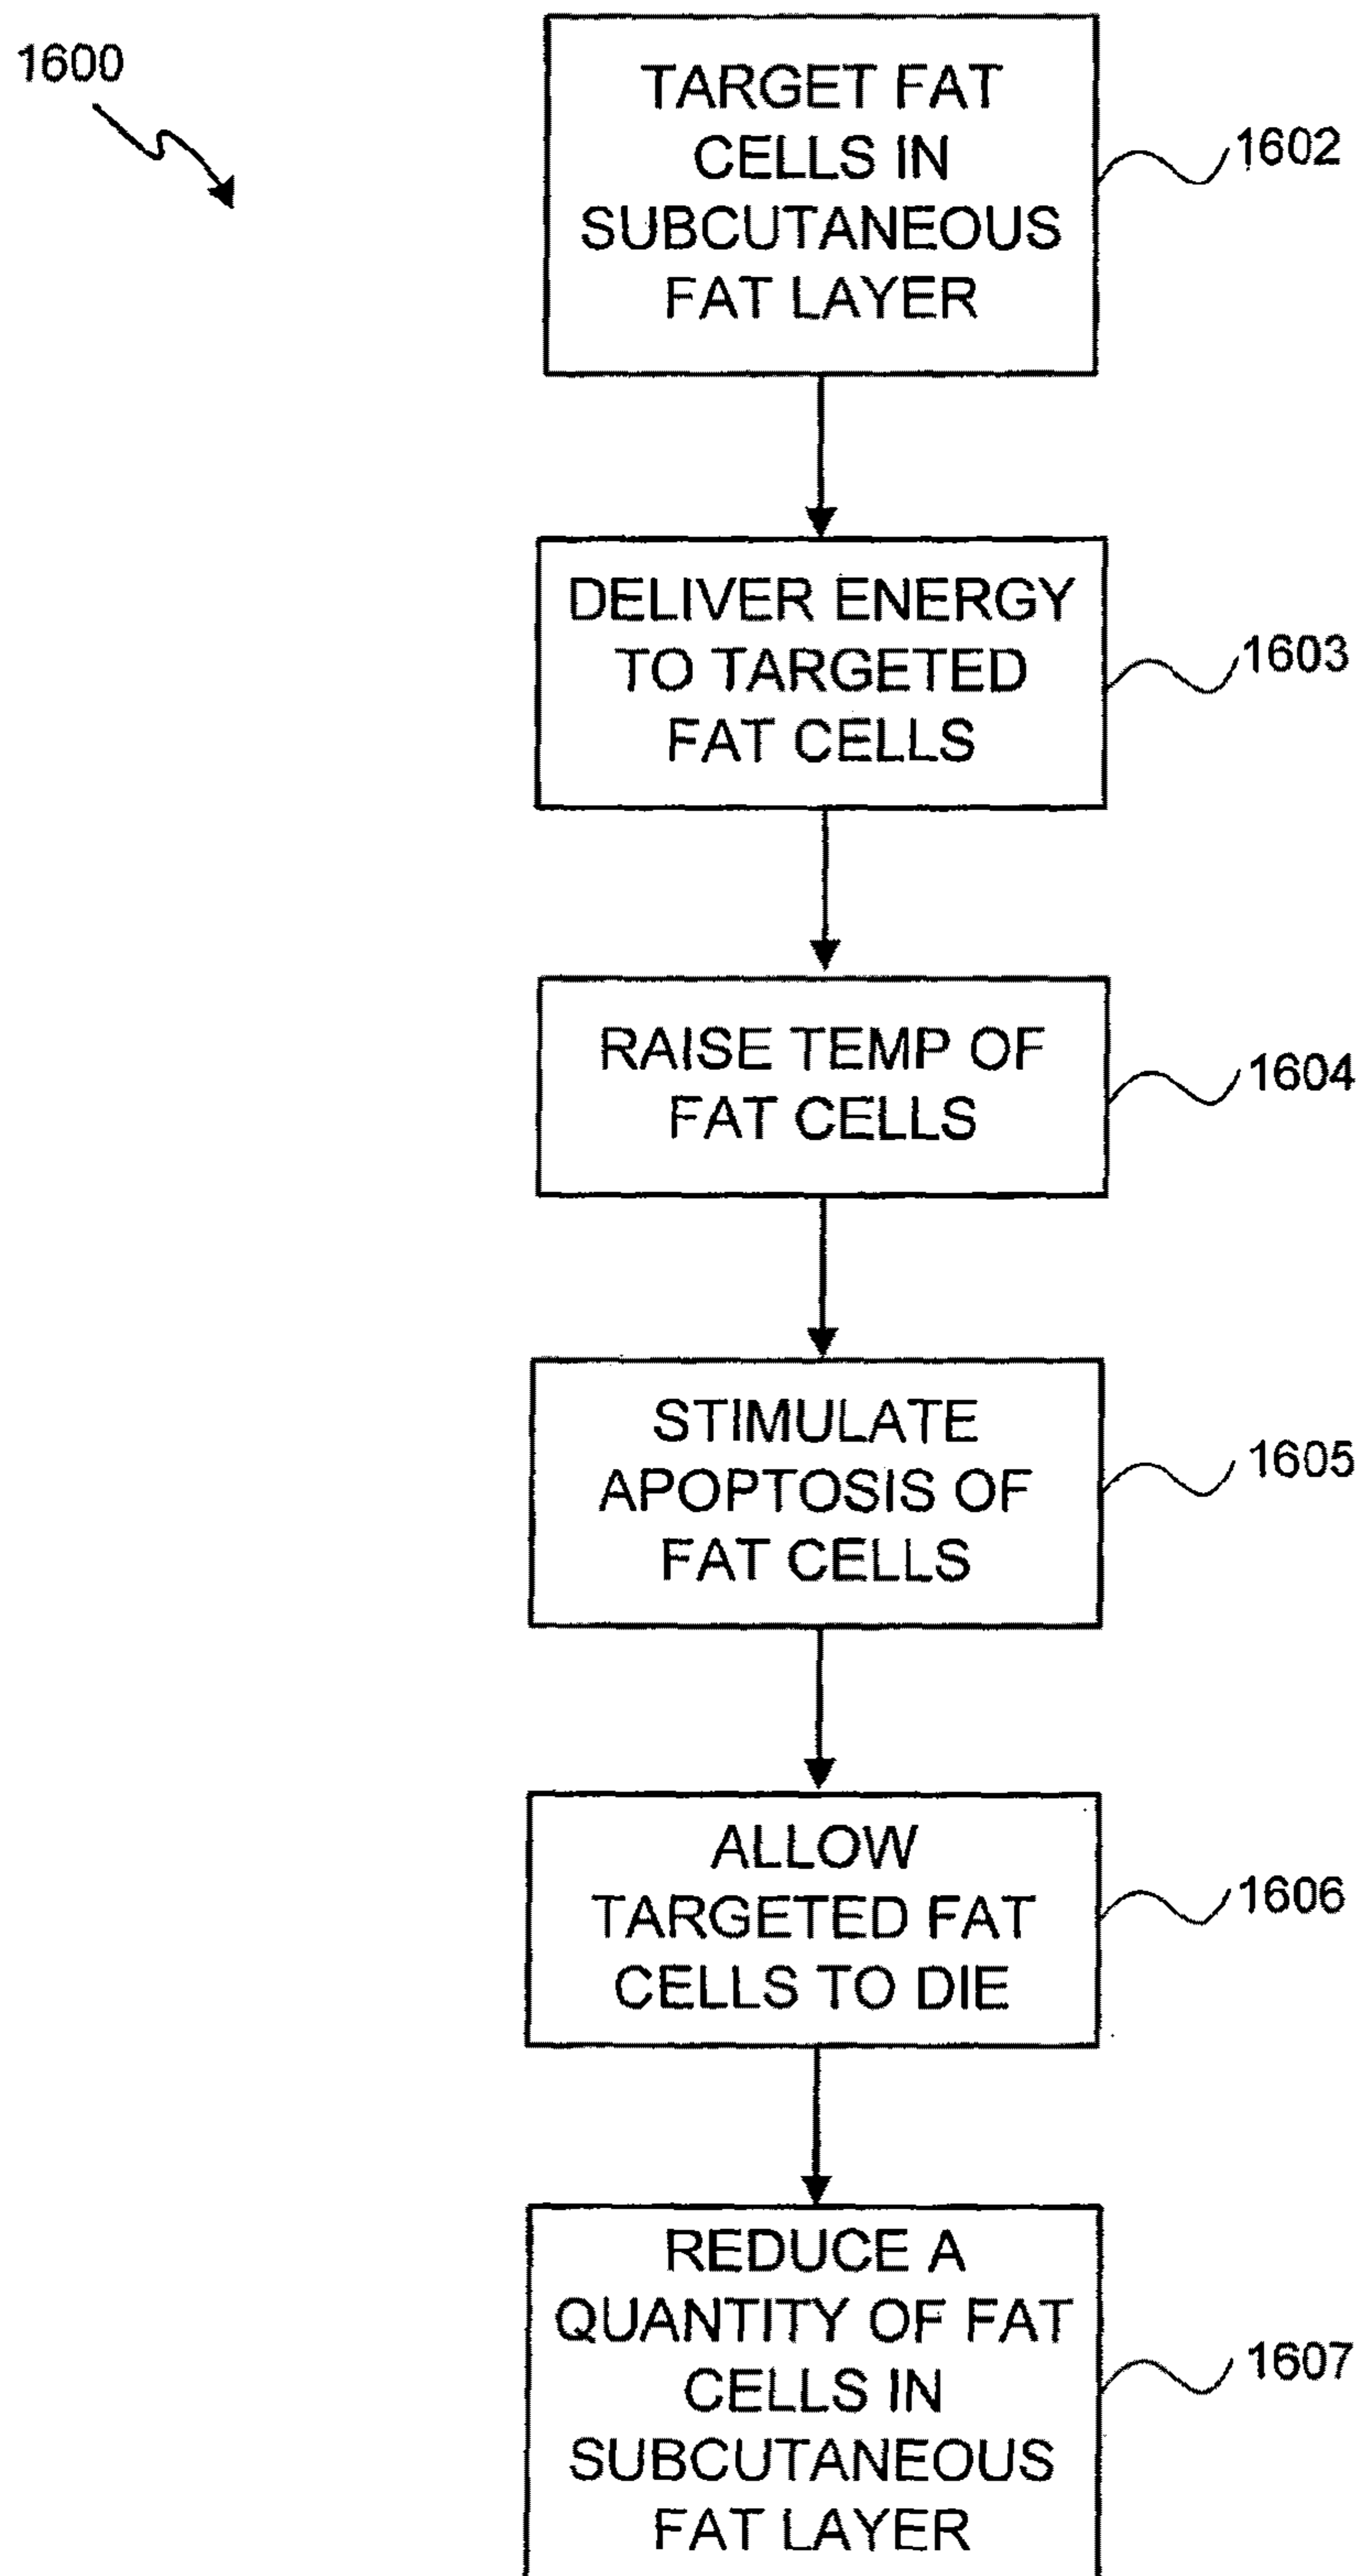 1600
TARGET FAT
CELLS IN
SUBCUTANEOUS
FAT LAYER
1602
DELIVER ENERGY
TO TARGETED
FAT CELLS
1603
RAISE TEMP OF
FAT CELLS
1604
STIMULATE
APOPTOSIS OF
FAT CELLS
1605
ALLOW
TARGETED FAT
CELLS TO DIE
1606
REDUCE A
QUANTITY OF FAT
CELLS IN
SUBCUTANEOUS
FAT LAYER
1607